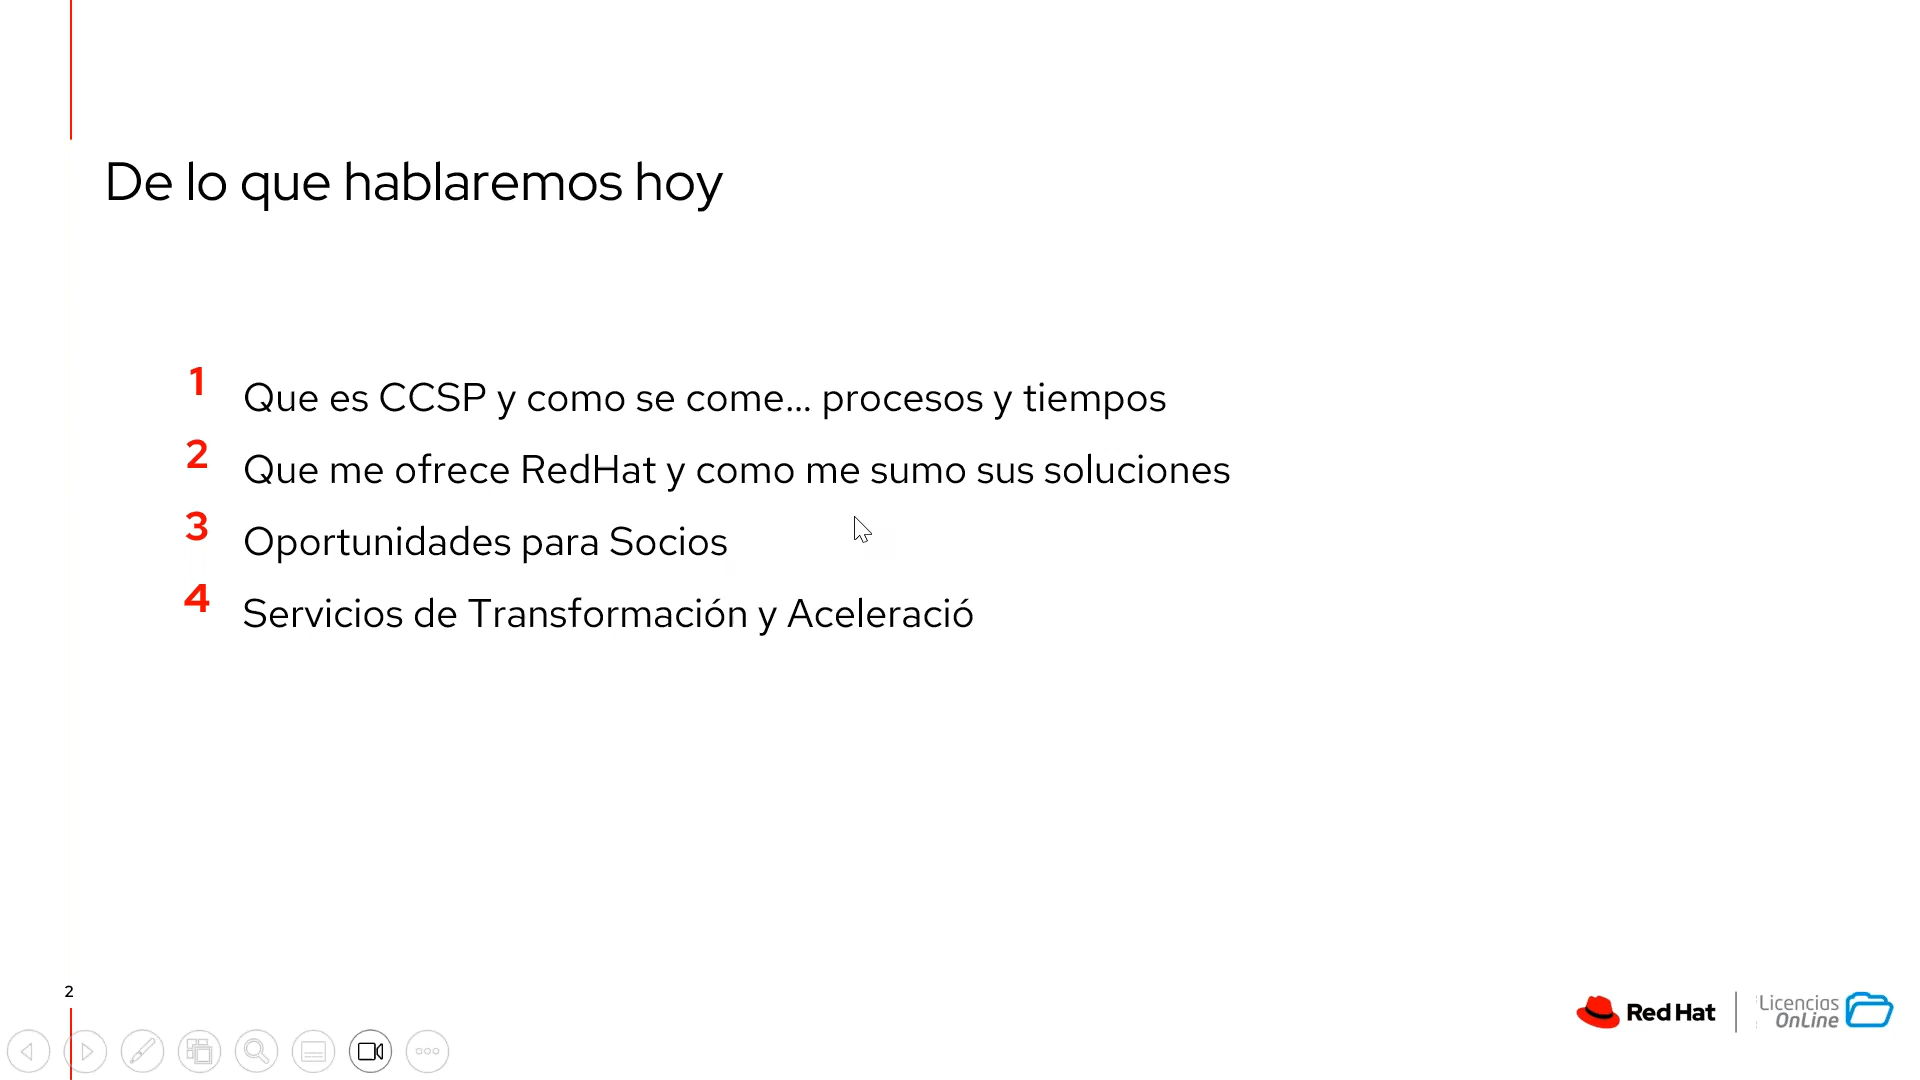 De lo que hablaremos hoy
1 Que es CCSP y como se come... procesos y tiempos
2 Que me ofrece RedHat y como me sumo sus soluciones
3 Oportunidades para Socios
4 Servicios de Transformación y Aceleració
2
Red Hat
Licencias
OnLine